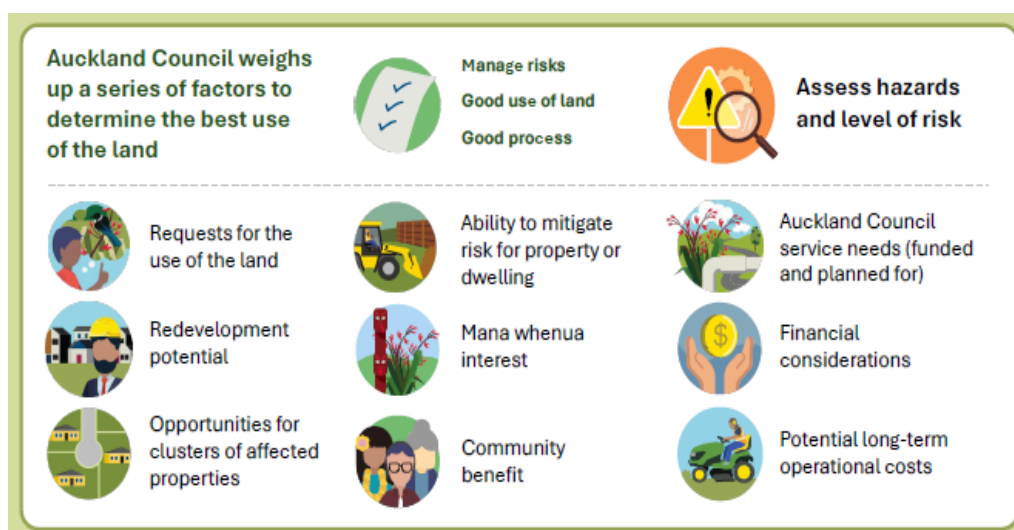 Auckland Council weighs
up a series of factors to
determine the best use
of the land
Manage risks
Good use of land
Good process
Assess hazards
and level of risk
Requests for the
use of the land
Ability to mitigate
risk for property or
dwelling
Auckland Council
service needs (funded
and planned for)
Redevelopment
potential
Mana whenua
interest
Financial
considerations
Opportunities for
clusters of affected
properties
Community
benefit
Potential long-term
operational costs